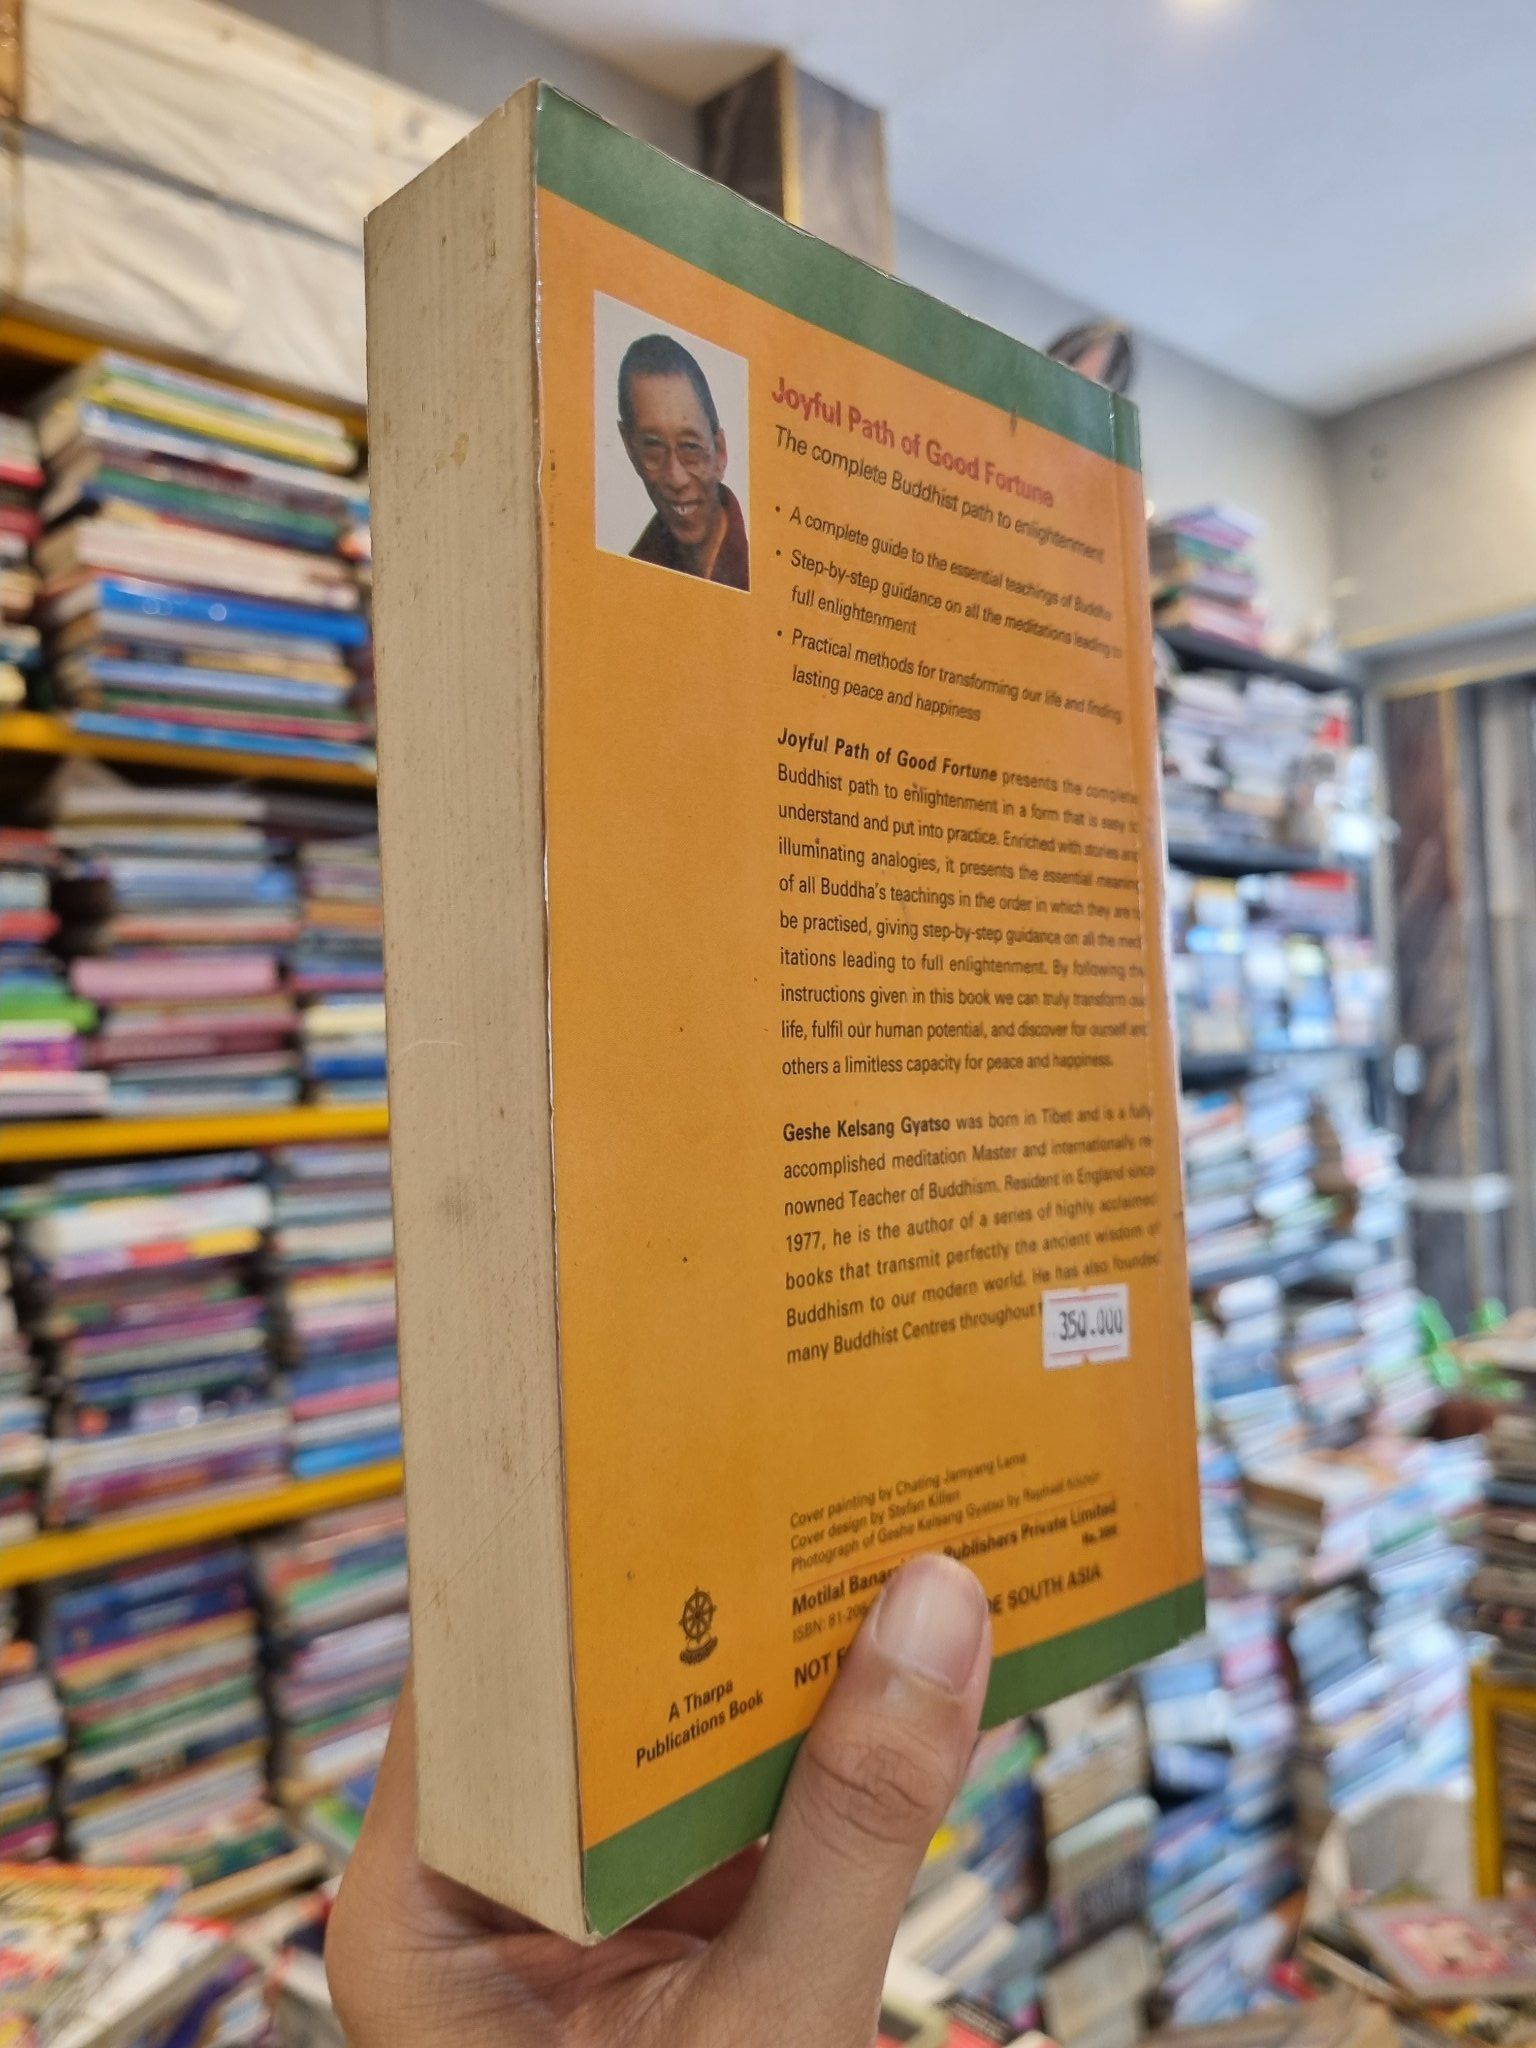 Joyful Path of Good Fortune
The complete Buddhist path to enlightenment
• A complete guide to the essential teachings of Buddha
• Step-by-step guidance on all the meditations leading to
full enlightenment
• Practical methods for transforming our life and finding
lasting peace and happiness
Joyful Path of Good Fortune presents the complete
Buddhist path to enlightenment in a form that is easy to
understand and put into practice. Enriched with stories and
illuminating analogies, it presents the essential meaning
of all Buddha's teachings in the order in which they are to
be practised, giving step-by-step guidance on all the med
itations leading to full enlightenment. By following the
instructions given in this book we can truly transform our
life, fulfil our human potential, and discover for ourself and
others a limitless capacity for peace and happiness.
Geshe Kelsang Gyatso was born in Tibet and is a fully
accomplished meditation Master and internationally re-
nowned Teacher of Buddhism. Resident in England since
1977, he is the author of a series of highly acclaimed
books that transmit perfectly the ancient wisdom of
Buddhism to our modern world. He has also founded
many Buddhist Centres throughout
350.000
Cover painting by Chating Jamyang Lama
Cover design by Stefan Killen
Photograph of Geshe Kelsang Gyatso by
Motilal Publishers Private Limited
ISBN: 81-208
NOT SOUTH ASIA
A Tharpa
Publications Book